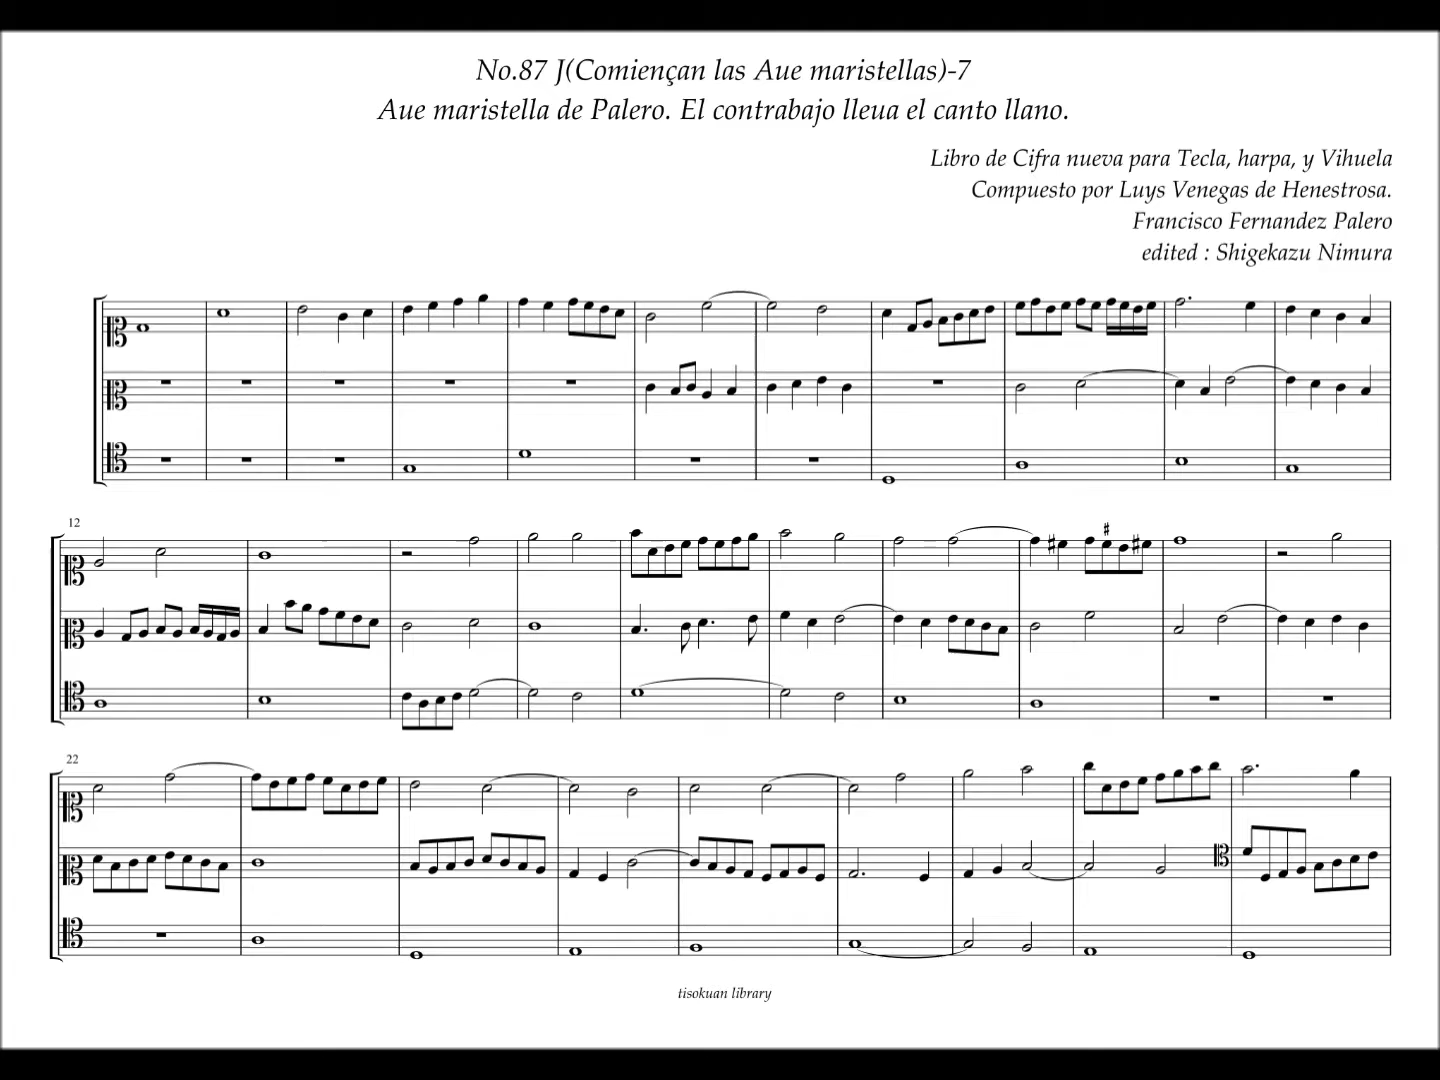 No.87 J(Comiençan las Aue maristellas)-7
Aue maristella de Palero. El contrabajo lleua el canto llano.
Libro de Cifra nueva para Tecla, harpa, y Vihuela
Compuesto por Luys Venegas de Henestrosa.
Francisco Fernandez Palero
edited : Shigekazu Nimura
12
22
tisokuan library